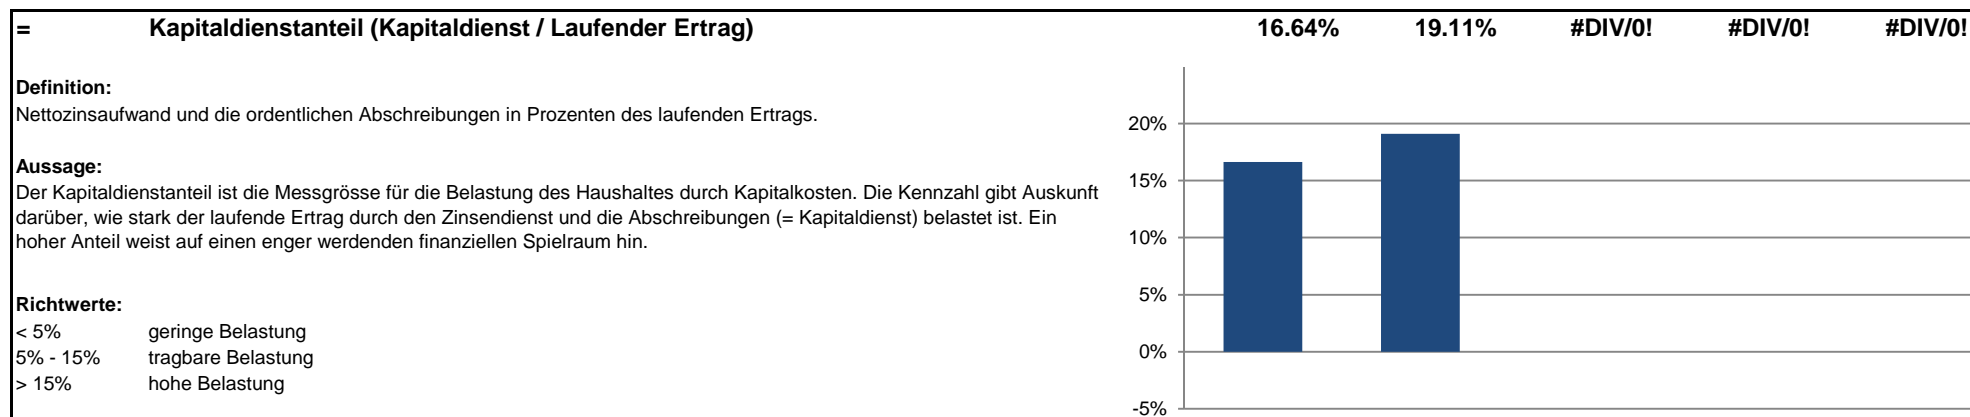 = Kapitaldienstanteil (Kapitaldienst / Laufender Ertrag) 16.64% 19.11% #DIV/0! #DIV/0! #DIV/0!
Definition:
Nettozinsaufwand und die ordentlichen Abschreibungen in Prozenten des laufenden Ertrags.
Aussage:
Der Kapitaldienstanteil ist die Messgrösse für die Belastung des Haushaltes durch Kapitalkosten. Die Kennzahl gibt Auskunft
darüber, wie stark der laufende Ertrag durch den Zinsendienst und die Abschreibungen (= Kapitaldienst) belastet ist. Ein
hoher Anteil weist auf einen enger werdenden finanziellen Spielraum hin.
Richtwerte:
< 5% geringe Belastung
5% - 15% tragbare Belastung
> 15% hohe Belastung
20%
15%
10%
5%
0%
-5%